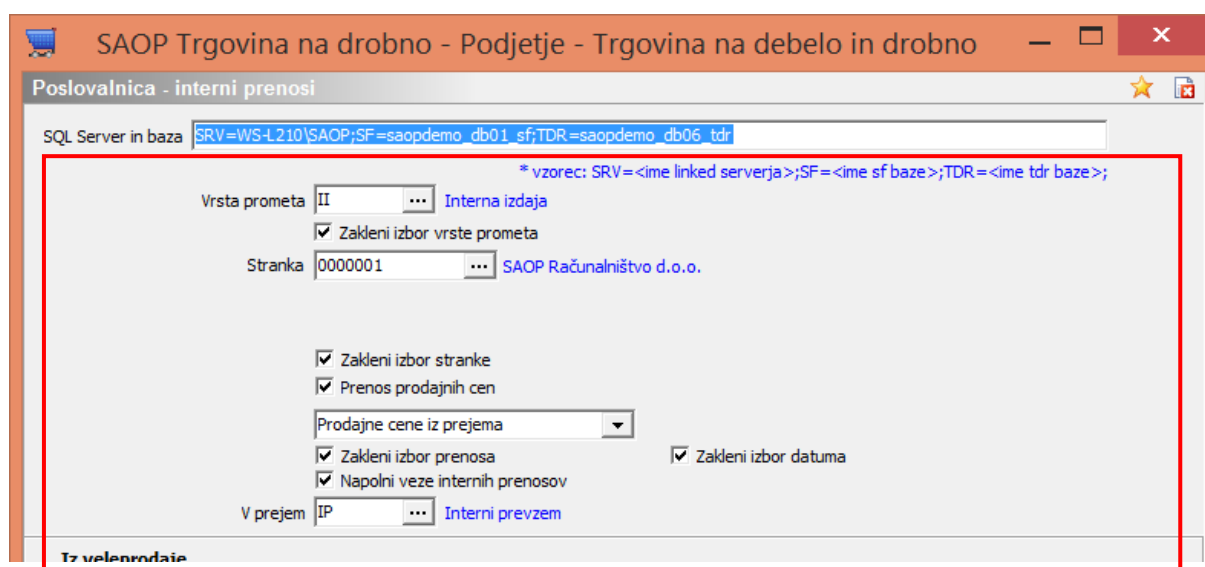 SAOP Trgovina na drobno - Podjetje - Trgovina na debelo in drobno
Poslovalnica - interni prenosi
SQL Server in baza SRV=WS-L210\SAOP;SF=saopdemo_db01_sf;TDR=saopdemo_db06_tdr
* vzorec: SRV=<ime linked serverja>;SF=<ime sf baze>;TDR=<ime tdr baze>;
Vrsta prometa II ... Interna izdaja
Zakleni izbor vrste prometa
Stranka 0000001 ... SAOP Računalništvo d.o.o.
Zakleni izbor stranke
Prenos prodajnih cen
Prodajne cene iz prejema
Zakleni izbor prenosa Zakleni izbor datuma
Napolni veze internih prenosov
V prejem IP ... Interni prevzem
Iz veleprodaje